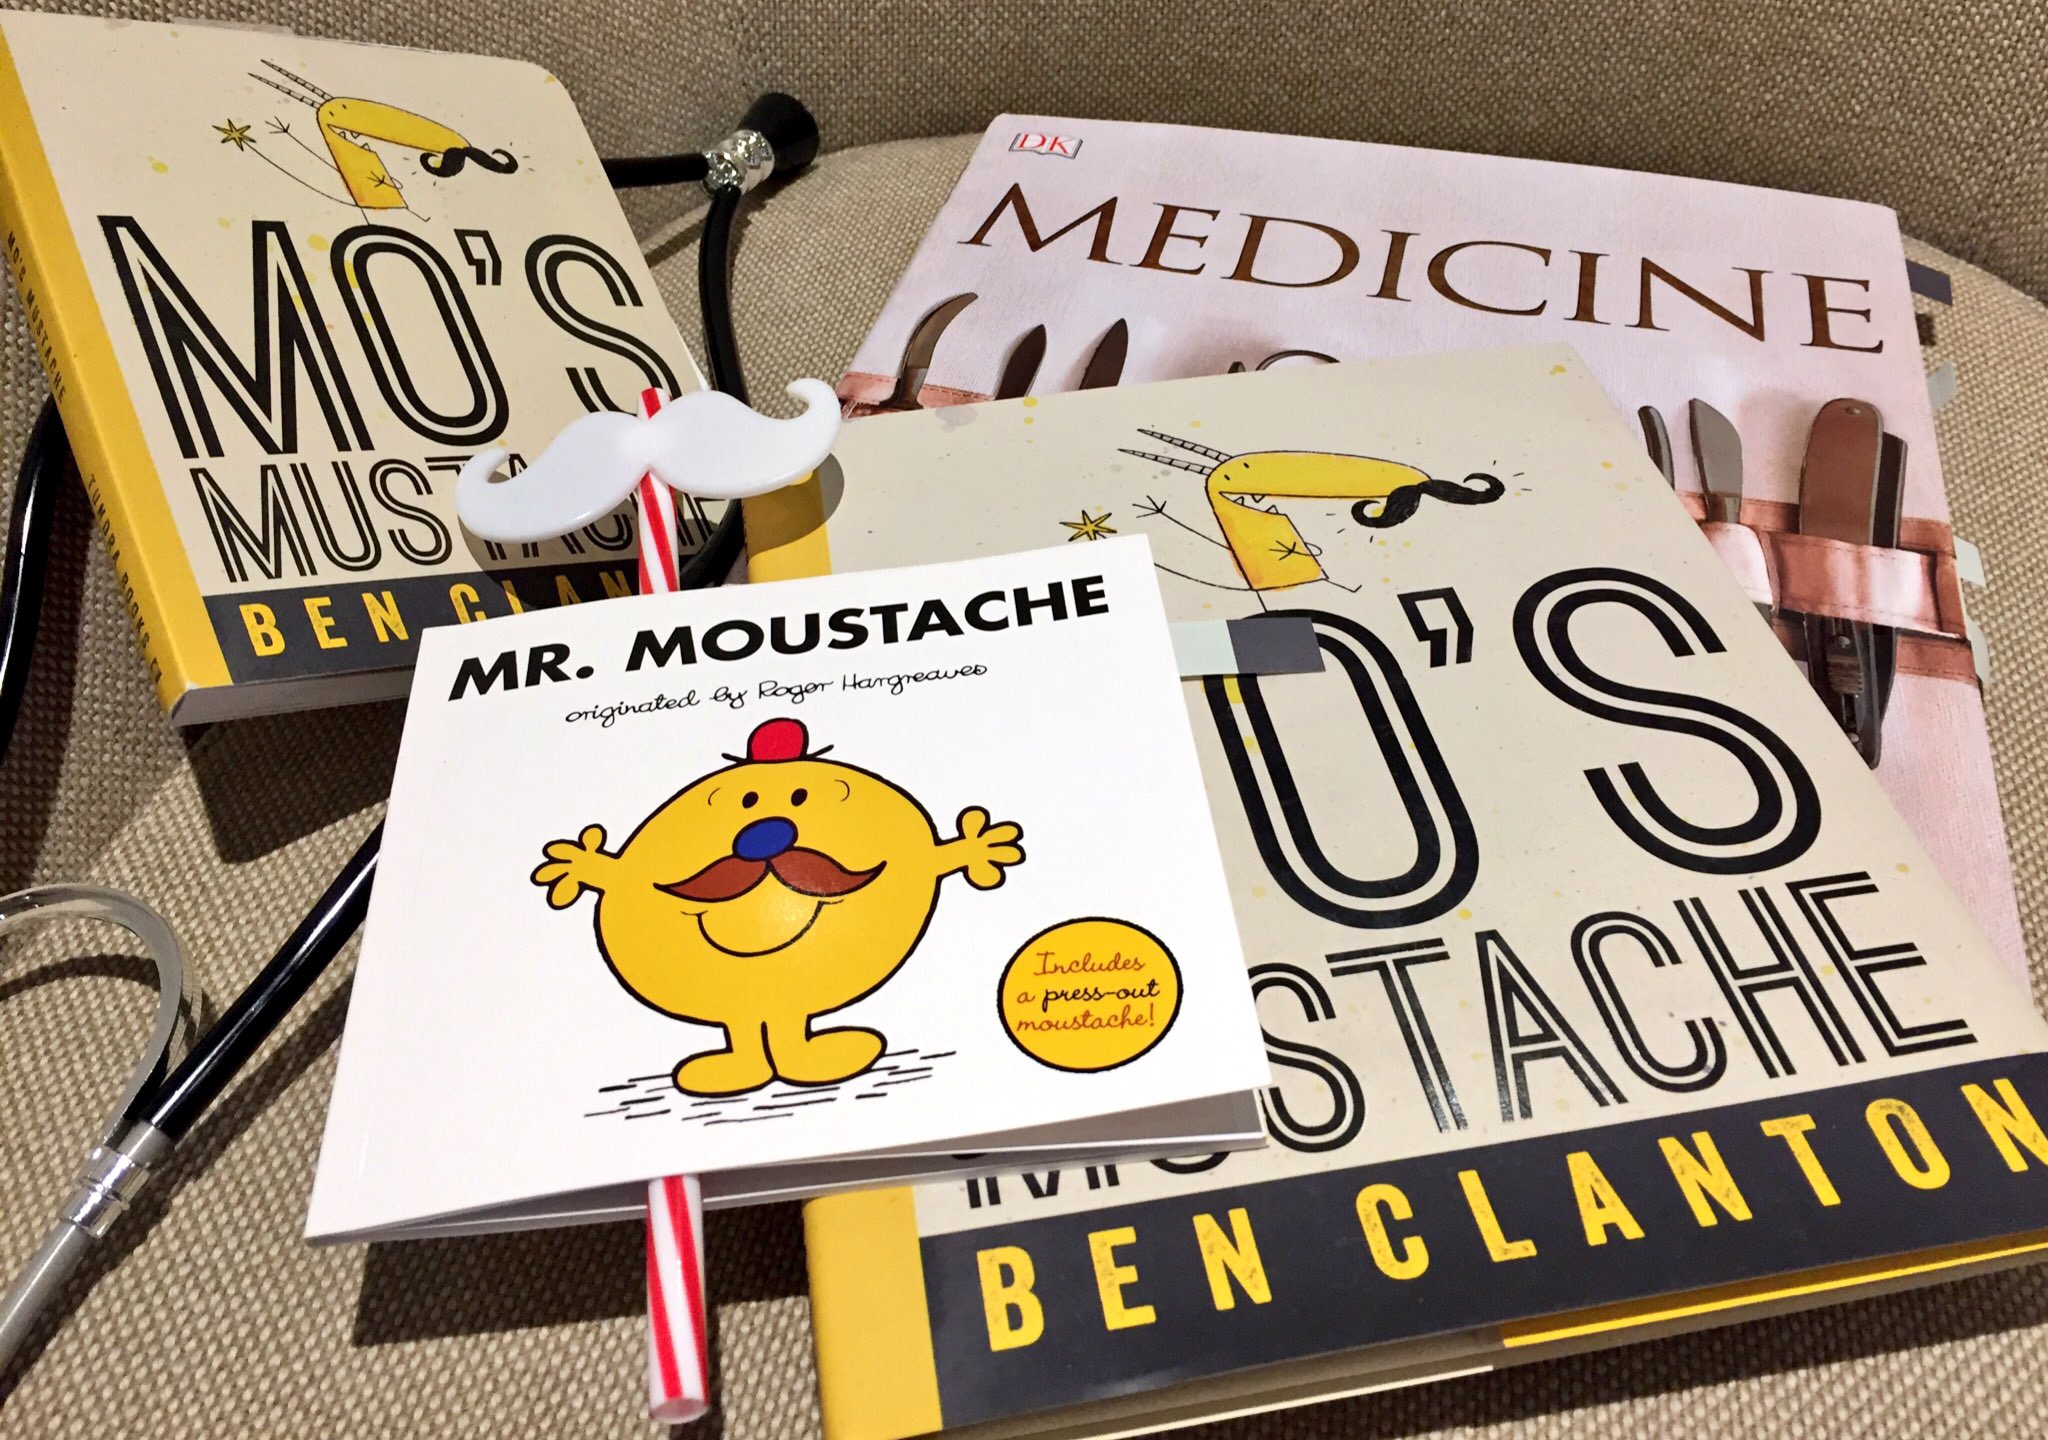 MO'S
MUSTACHE
BEN CLAN
MO'S MUSTACHE
TUNDRA BOOKS
DK
MEDICINE
MR. MOUSTACHE
originated by Roger Hargreaves
Includes
a press-out
moustache!
O'S
STACHE
BEN CLANTON